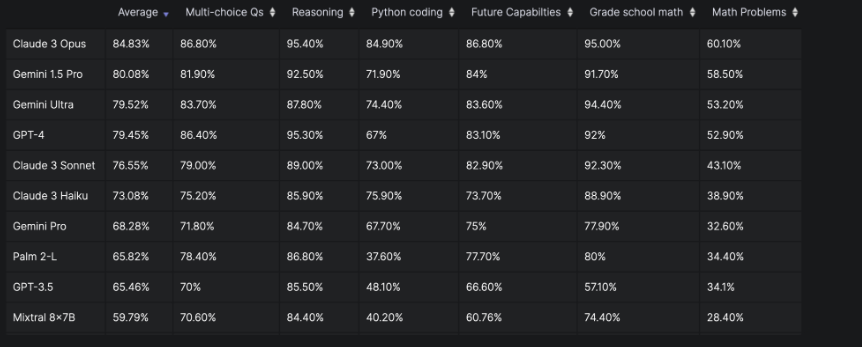 Average Multi-choice Qs Reasoning Python coding Future Capabilties Grade school math Math Problems
Claude 3 Opus 84.83% 86.80% 95.40% 84.90% 86.80% 95.00% 60.10%
Gemini 1.5 Pro 80.08% 81.90% 92.50% 71.90% 84% 91.70% 58.50%
Gemini Ultra 79.52% 83.70% 87.80% 74.40% 83.60% 94.40% 53.20%
GPT-4 79.45% 86.40% 95.30% 67% 83.10% 92% 52.90%
Claude 3 Sonnet 76.55% 79.00% 89.00% 73.00% 82.90% 92.30% 43.10%
Claude 3 Haiku 73.08% 75.20% 85.90% 75.90% 73.70% 88.90% 38.90%
Gemini Pro 68.28% 71.80% 84.70% 67.70% 75% 77.90% 32.60%
Palm 2-L 65.82% 78.40% 86.80% 37.60% 77.70% 80% 34.40%
GPT-3.5 65.46% 70% 85.50% 48.10% 66.60% 57.10% 34.1%
Mixtral 8×7B 59.79% 70.60% 84.40% 40.20% 60.76% 74.40% 28.40%